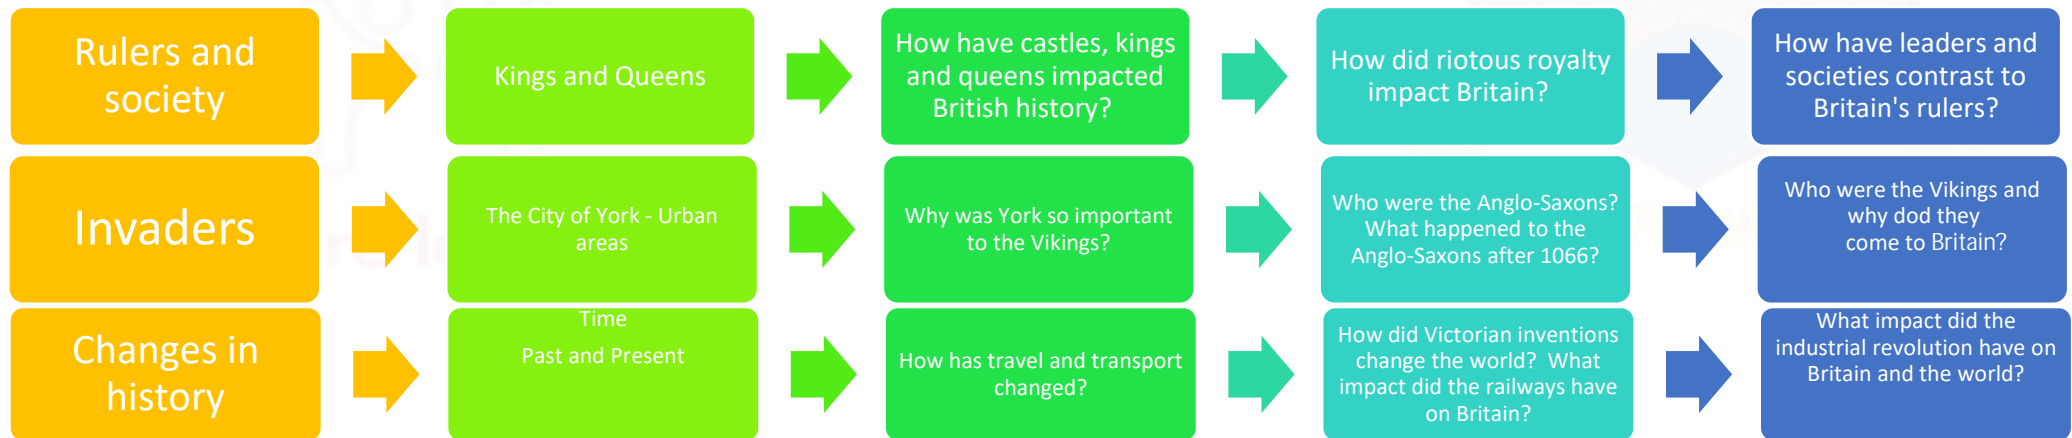 Rulers and
society
Kings and Queens
How have castles, kings
and queens impacted
British history?
How did riotous royalty
impact Britain?
How have leaders and
societies contrast to
Britain's rulers?
Invaders
The City of York - Urban
areas
Why was York so important
to the Vikings?
Who were the Anglo-Saxons?
What happened to the
Anglo-Saxons after 1066?
Who were the Vikings and
why dod they
come to Britain?
Changes in
history
Time
Past and Present
How has travel and transport
changed?
How did Victorian inventions
change the world?  What
impact did the railways have
on Britain?
What impact did the
industrial revolution have on
Britain and the world?